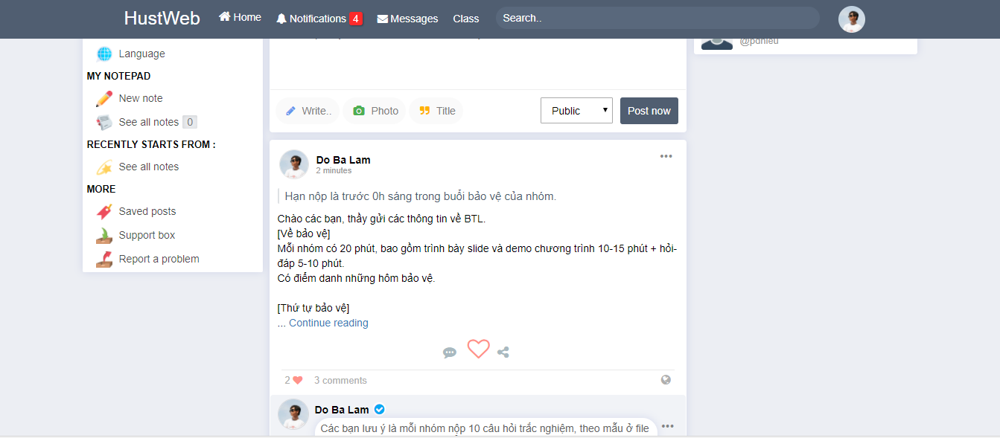 HustWeb Home Notifications 4 Messages Class Search..
Language
MY NOTEPAD
New note
See all notes 0
RECENTLY STARTS FROM :
See all notes
MORE
Saved posts
Support box
Report a problem
Write.. Photo Title Public Post now
Do Ba Lam
2 minutes
Hạn nộp là trước 0h sáng trong buổi bảo vệ của nhóm.
Chào các bạn, thầy gửi các thông tin về BTL.
[Về bảo vệ]
Mỗi nhóm có 20 phút, bao gồm trình bày slide và demo chương trình 10-15 phút + hỏi-
đáp 5-10 phút.
Có điểm danh những hôm bảo vệ.
[Thứ tự bảo vệ]
... Continue reading
2 3 comments
Do Ba Lam
Các bạn lưu ý là mỗi nhóm nộp 10 câu hỏi trắc nghiệm, theo mẫu ở file
@pdhieu